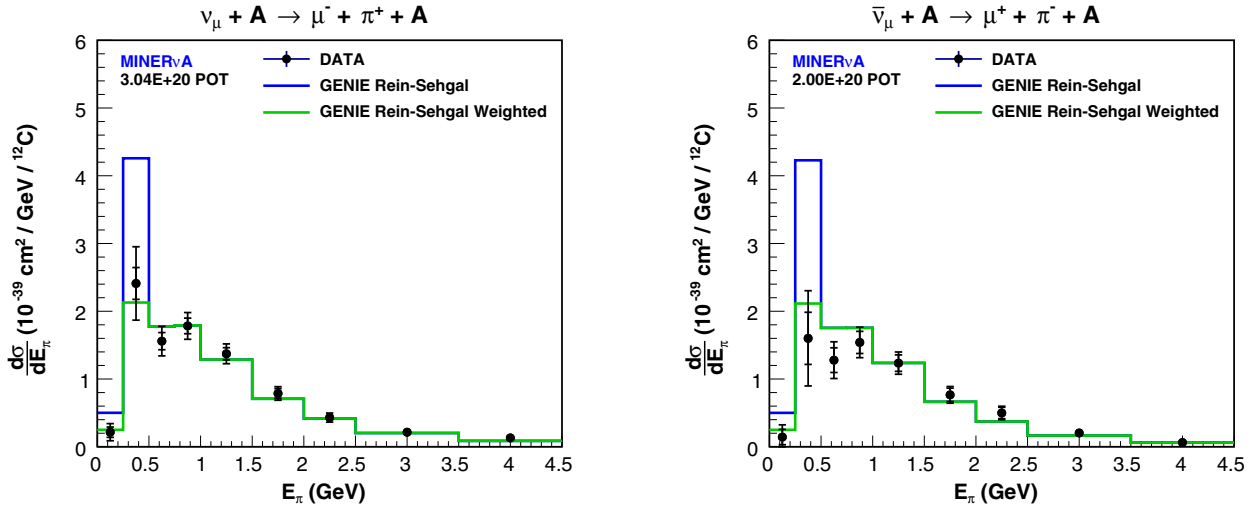 ν_μ + A → μ⁻ + π⁺ + A
6
5
4
3
2
1
0
dσ/dE_π (10⁻³⁹ cm² / GeV / ¹²C)
MINERνA
3.04E+20 POT
DATA
GENIE Rein-Sehgal
GENIE Rein-Sehgal Weighted
0 0.5 1 1.5 2 2.5 3 3.5 4 4.5
E_π (GeV)
ν̄_μ + A → μ⁺ + π⁻ + A
6
5
4
3
2
1
0
dσ/dE_π (10⁻³⁹ cm² / GeV / ¹²C)
MINERνA
2.00E+20 POT
DATA
GENIE Rein-Sehgal
GENIE Rein-Sehgal Weighted
0 0.5 1 1.5 2 2.5 3 3.5 4 4.5
E_π (GeV)